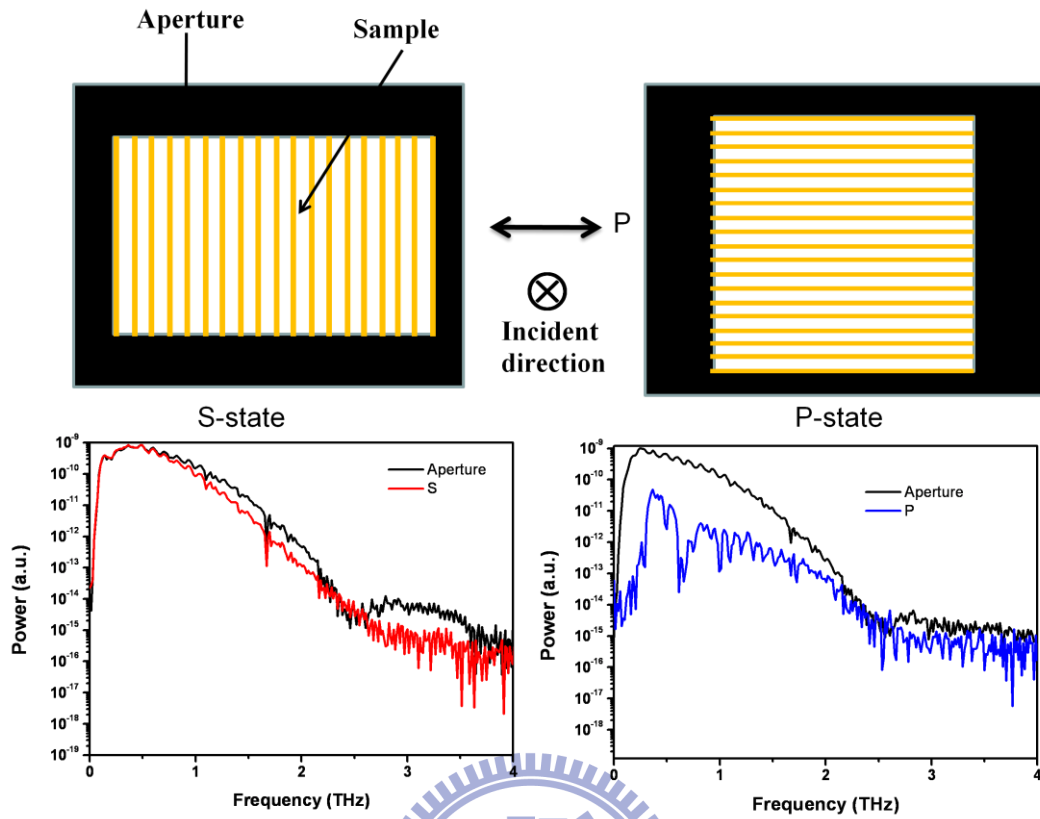 Aperture
Sample
P
Incident
direction
S-state
P-state
Power (a.u.)
10⁻⁹
10⁻¹⁰
10⁻¹¹
10⁻¹²
10⁻¹³
10⁻¹⁴
10⁻¹⁵
10⁻¹⁶
10⁻¹⁷
10⁻¹⁸
10⁻¹⁹
Aperture
S
0 1 2 3 4
Frequency (THz)
Power (a.u.)
10⁻⁹
10⁻¹⁰
10⁻¹¹
10⁻¹²
10⁻¹³
10⁻¹⁴
10⁻¹⁵
10⁻¹⁶
10⁻¹⁷
10⁻¹⁸
Aperture
P
0 1 2 3 4
Frequency (THz)